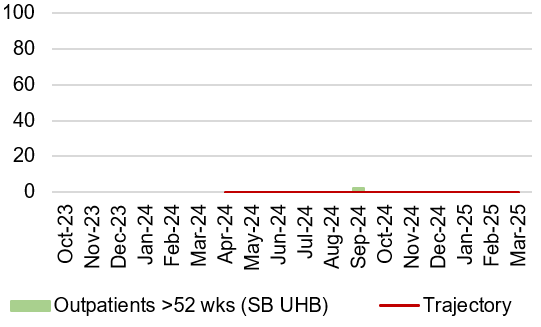 100
80
60
40
20
0
Oct-23
Nov-23
Dec-23
Jan-24
Feb-24
Mar-24
Apr-24
May-24
Jun-24
Jul-24
Aug-24
Sep-24
Oct-24
Nov-24
Dec-24
Jan-25
Feb-25
Mar-25
Outpatients >52 wks (SB UHB) Trajectory